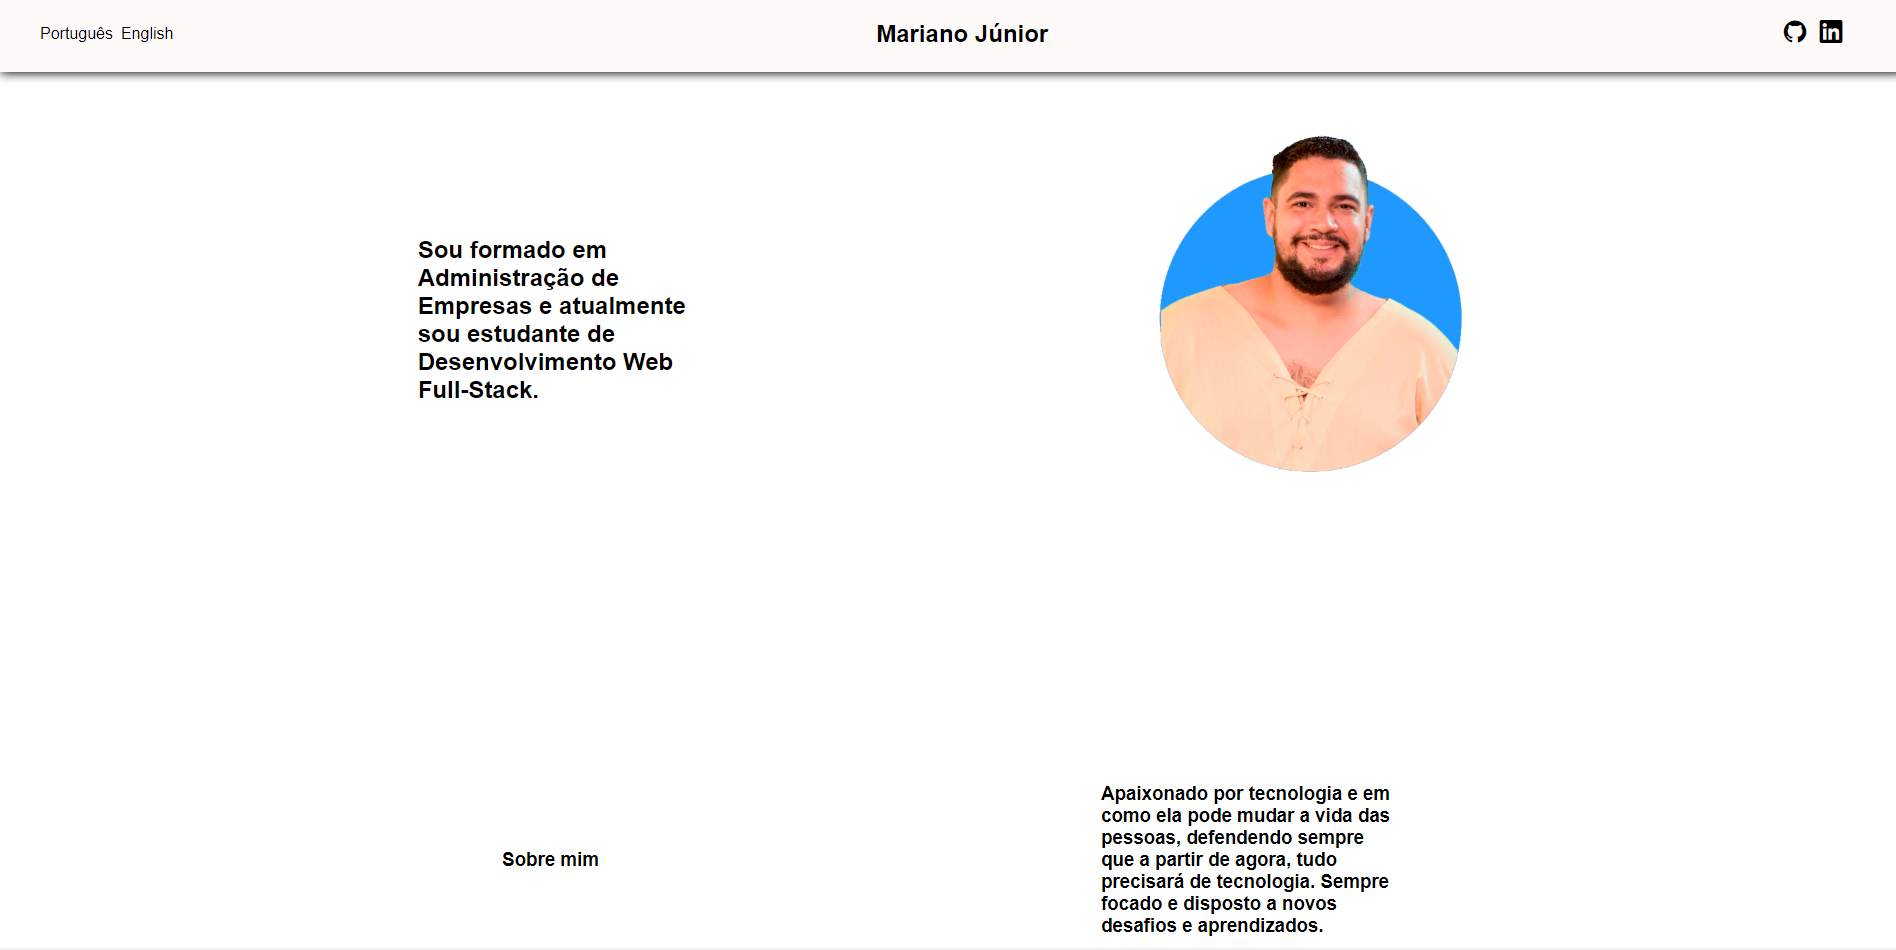 Português English
Mariano Júnior
in
Sou formado em
Administração de
Empresas e atualmente
sou estudante de
Desenvolvimento Web
Full-Stack.
Sobre mim
Apaixonado por tecnologia e em
como ela pode mudar a vida das
pessoas, defendendo sempre
que a partir de agora, tudo
precisará de tecnologia. Sempre
focado e disposto a novos
desafios e aprendizados.